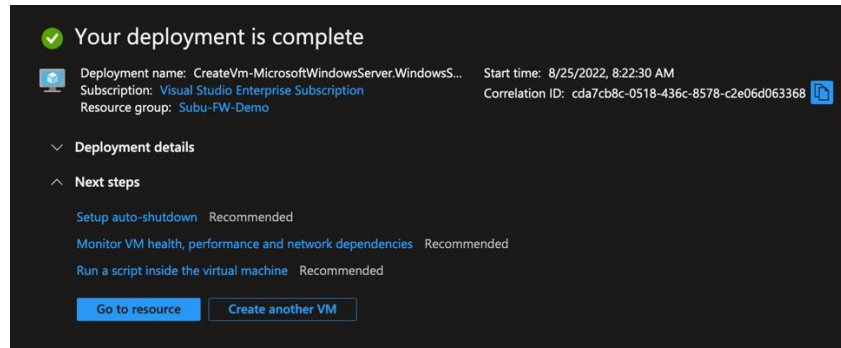 Your deployment is complete
Deployment name: CreateVm-MicrosoftWindowsServer.WindowsS...
Start time: 8/25/2022, 8:22:30 AM
Subscription: Visual Studio Enterprise Subscription
Correlation ID: cda7cb8c-0518-436c-8578-c2e06d063368
Resource group: Subu-FW-Demo
Deployment details
Next steps
Setup auto-shutdown Recommended
Monitor VM health, performance and network dependencies Recommended
Run a script inside the virtual machine Recommended
Go to resource Create another VM